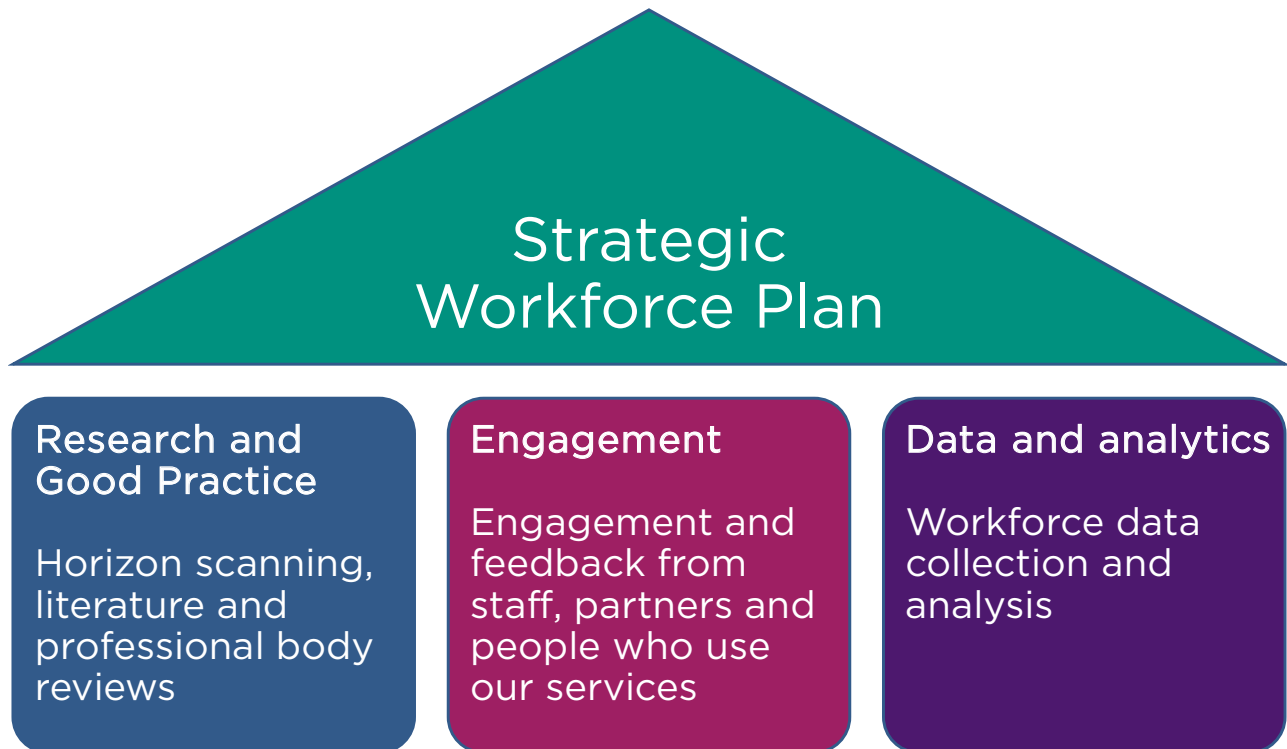 Strategic
Workforce Plan
Research and
Good Practice
Horizon scanning,
literature and
professional body
reviews
Engagement
Engagement and
feedback from
staff, partners and
people who use
our services
Data and analytics
Workforce data
collection and
analysis